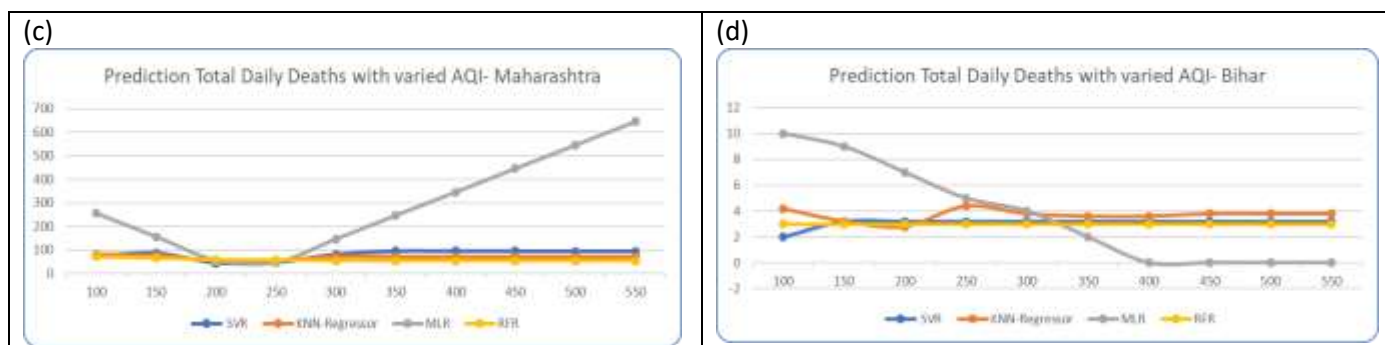 (c)
Prediction Total Daily Deaths with varied AQI- Maharashtra
700
600
500
400
300
200
100
0
100 150 200 250 300 350 400 450 500 550
SVR KNN-Regressor MLR RFR
(d)
Prediction Total Daily Deaths with varied AQI- Bihar
12
10
8
6
4
2
0
-2
100 150 200 250 300 350 400 450 500 550
SVR KNN-Regressor MLR RFR